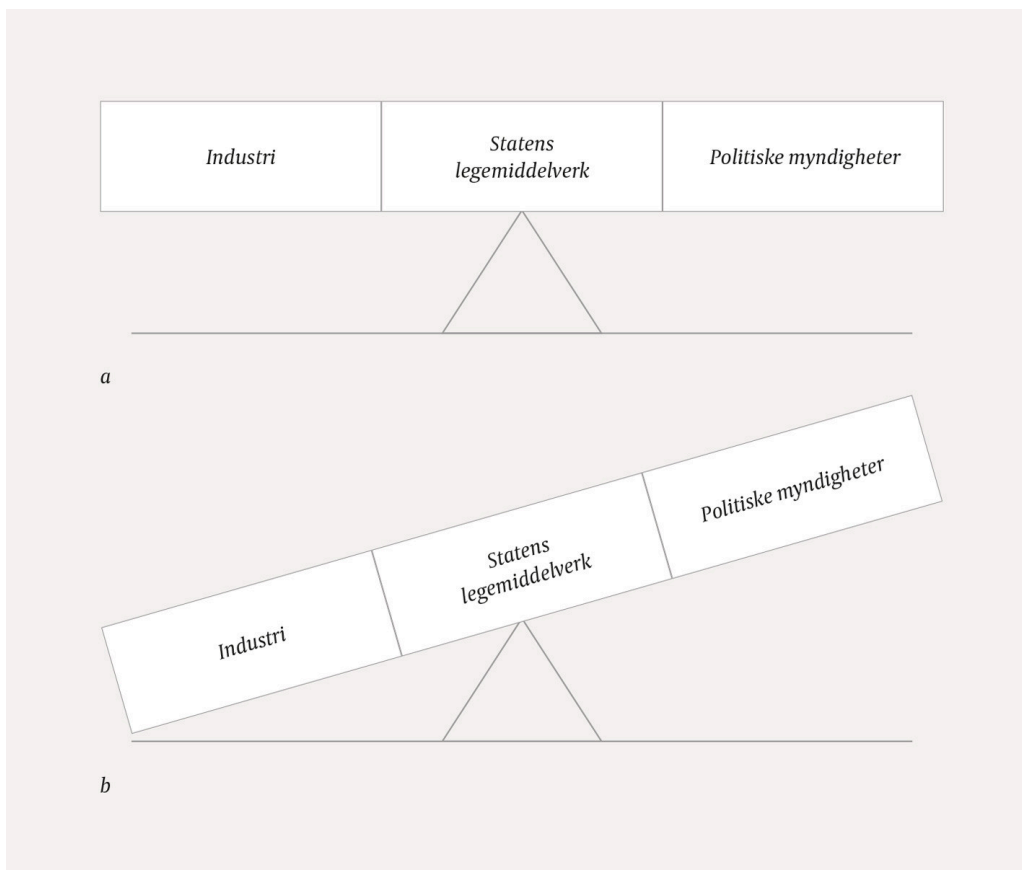 Industri
Statens
legemiddelverk
Politiske myndigheter
a
Industri
Statens
legemiddelverk
Politiske myndigheter
b